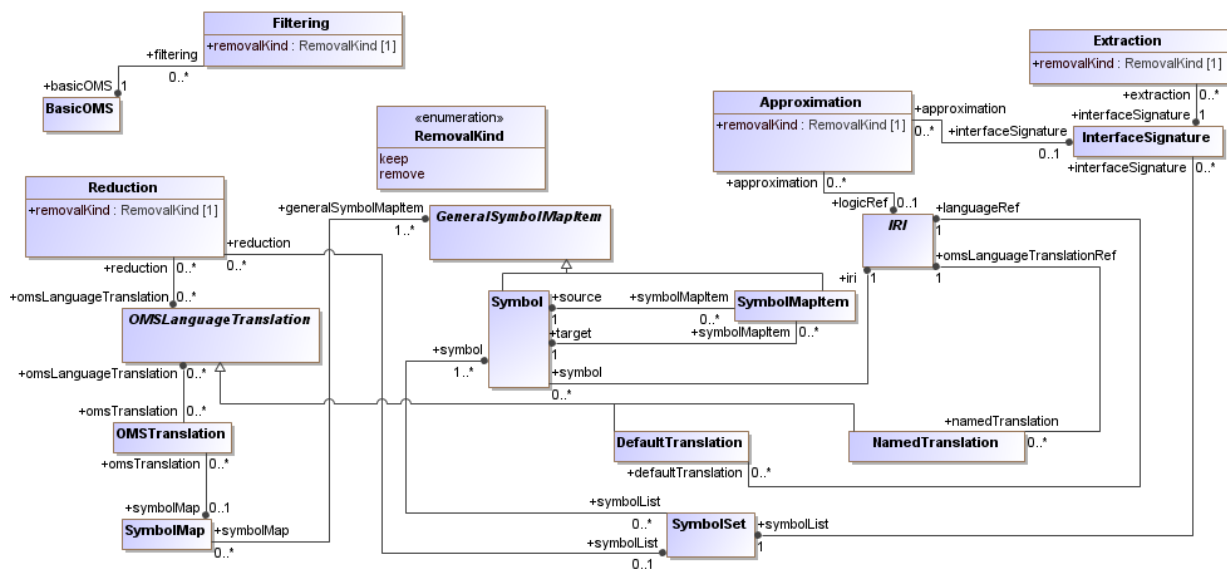 Filtering
+removalKind : RemovalKind [1]
+filtering
0..*
+basicOMS
1
BasicOMS
Extraction
+removalKind : RemovalKind [1]
+extraction
0..*
+interfaceSignature
1
InterfaceSignature
+interfaceSignature
0..*
Approximation
+removalKind : RemovalKind [1]
+approximation
0..*
+interfaceSignature
0..1
+approximation
0..*
+logicRef
0..1
«enumeration»
RemovalKind
keep
remove
Reduction
+removalKind : RemovalKind [1]
+reduction
0..*
+reduction
0..*
+omsLanguageTranslation
0..*
OMSLanguageTranslation
+generalSymbolMapItem
1..*
GeneralSymbolMapItem
IRI
+languageRef
1
+omsLanguageTranslationRef
1
+iri
1
Symbol
+source
1
+symbolMapItem
0..*
SymbolMapItem
+target
1
+symbolMapItem
0..*
+symbol
1..*
+symbol
0..*
+omsLanguageTranslation
0..*
+omsTranslation
0..*
OMSTranslation
+omsTranslation
0..*
DefaultTranslation
+defaultTranslation
0..*
NamedTranslation
+namedTranslation
0..*
+symbolMap
0..1
SymbolMap
+symbolMap
0..*
+symbolList
0..*
SymbolSet
+symbolList
1
+symbolList
0..1